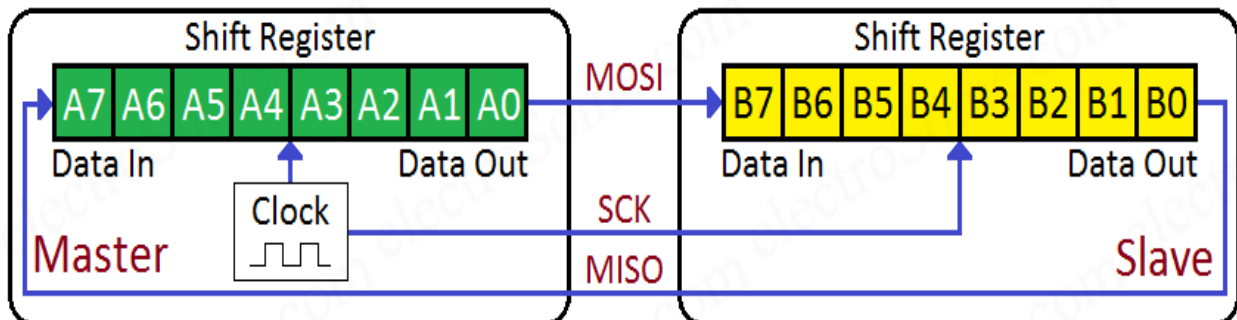 Shift Register
A7 A6 A5 A4 A3 A2 A1 A0
Data In Data Out
Clock
Master
MOSI
SCK
MISO
Shift Register
B7 B6 B5 B4 B3 B2 B1 B0
Data In Data Out
Slave